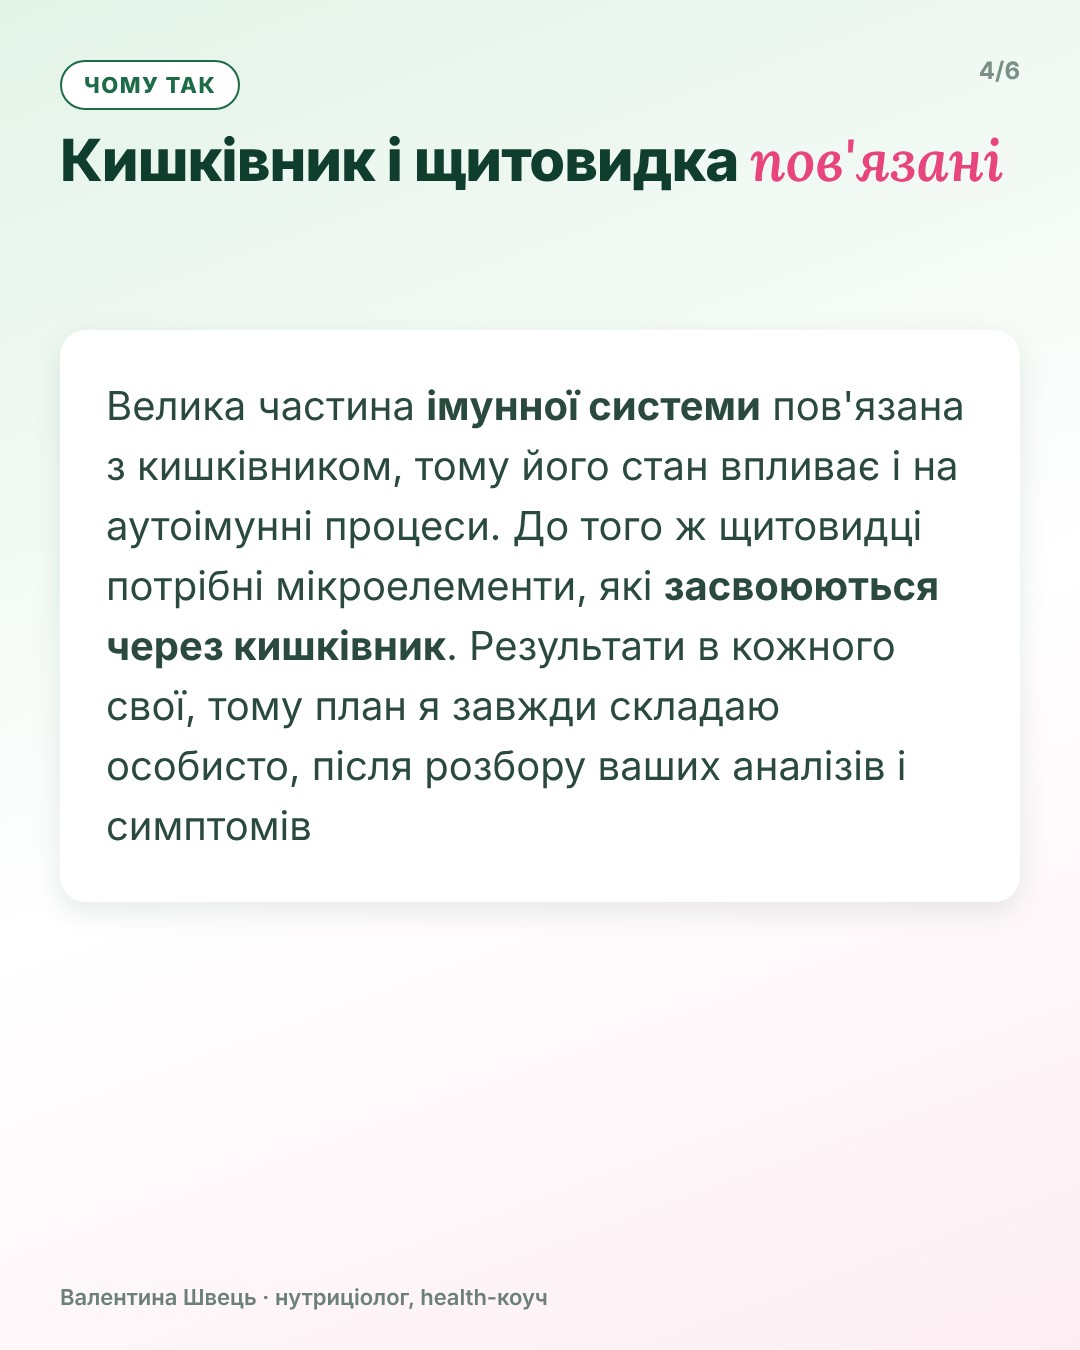 ЧОМУ ТАК
4/6
Кишківник і щитовидка пов'язані
Велика частина імунної системи пов'язана
з кишківником, тому його стан впливає і на
аутоімунні процеси. До того ж щитовидці
потрібні мікроелементи, які засвоюються
через кишківник. Результати в кожного
свої, тому план я завжди складаю
особисто, після розбору ваших аналізів і
симптомів
Валентина Швець · нутриціолог, health-коуч